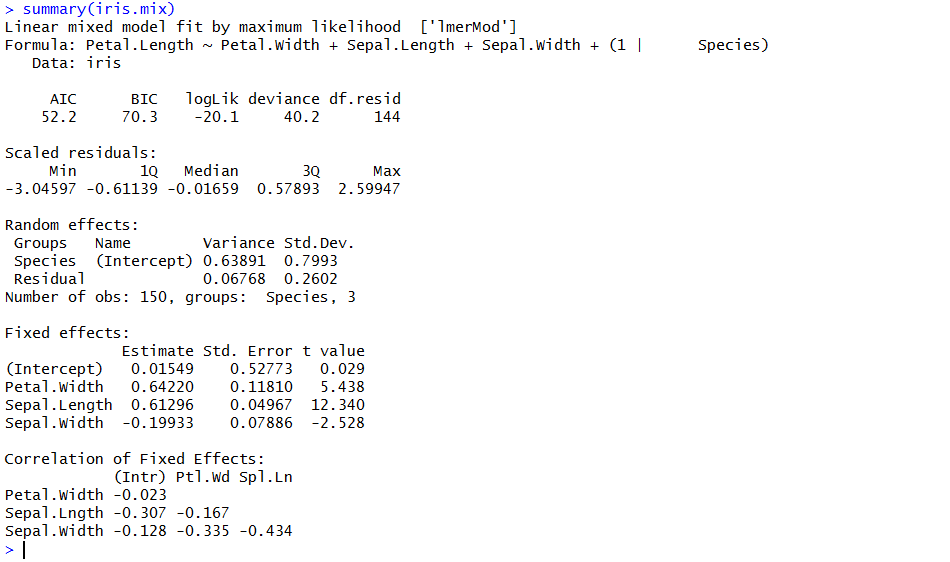 > summary(iris.mix)
Linear mixed model fit by maximum likelihood  ['lmerMod']
Formula: Petal.Length ~ Petal.Width + Sepal.Length + Sepal.Width + (1 |      Species)
   Data: iris

     AIC      BIC   logLik deviance df.resid
    52.2     70.3    -20.1     40.2      144

Scaled residuals:
     Min       1Q   Median       3Q      Max
-3.04597 -0.61139 -0.01659  0.57893  2.59947

Random effects:
 Groups   Name        Variance Std.Dev.
 Species  (Intercept) 0.63891  0.7993
 Residual             0.06768  0.2602
Number of obs: 150, groups:  Species, 3

Fixed effects:
             Estimate Std. Error t value
(Intercept)   0.01549    0.52773   0.029
Petal.Width   0.64220    0.11810   5.438
Sepal.Length  0.61296    0.04967  12.340
Sepal.Width  -0.19933    0.07886  -2.528

Correlation of Fixed Effects:
            (Intr) Ptl.Wd Spl.Ln
Petal.Width -0.023
Sepal.Lngth -0.307 -0.167
Sepal.Width -0.128 -0.335 -0.434
>